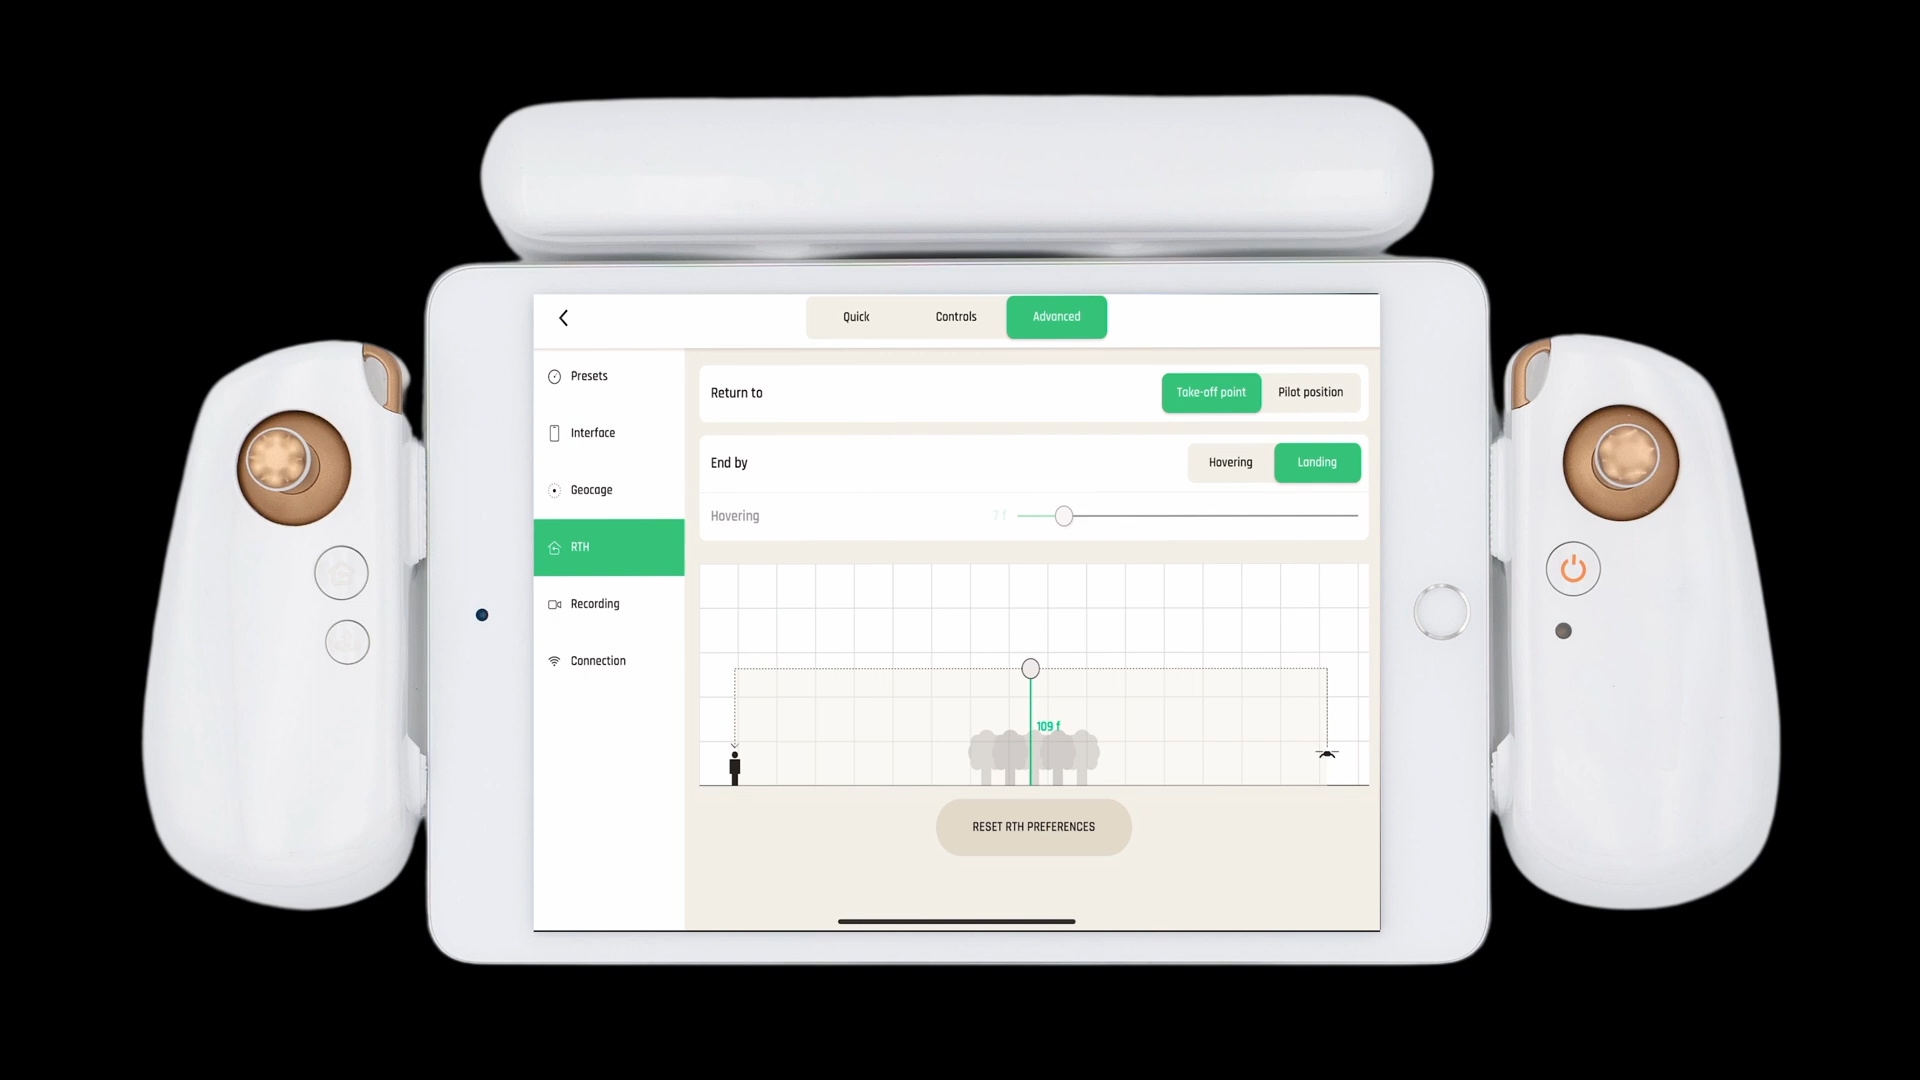 Quick
Controls
Advanced
Presets
Interface
Geocage
RTH
Recording
Connection
Return to
Take-off point
Pilot position
End by
Hovering
Landing
Hovering
7 f
109 f
RESET RTH PREFERENCES